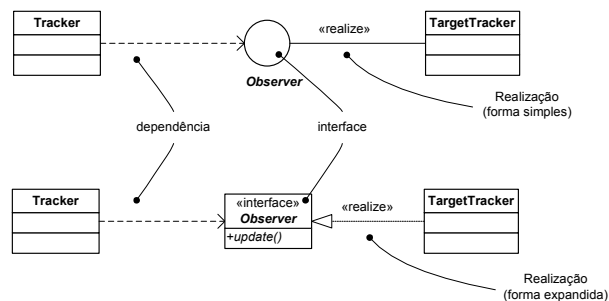 Tracker
«realize»
TargetTracker
Observer
Realização
(forma simples)
dependência
interface
Tracker
«interface»
Observer
+update()
«realize»
TargetTracker
Realização
(forma expandida)